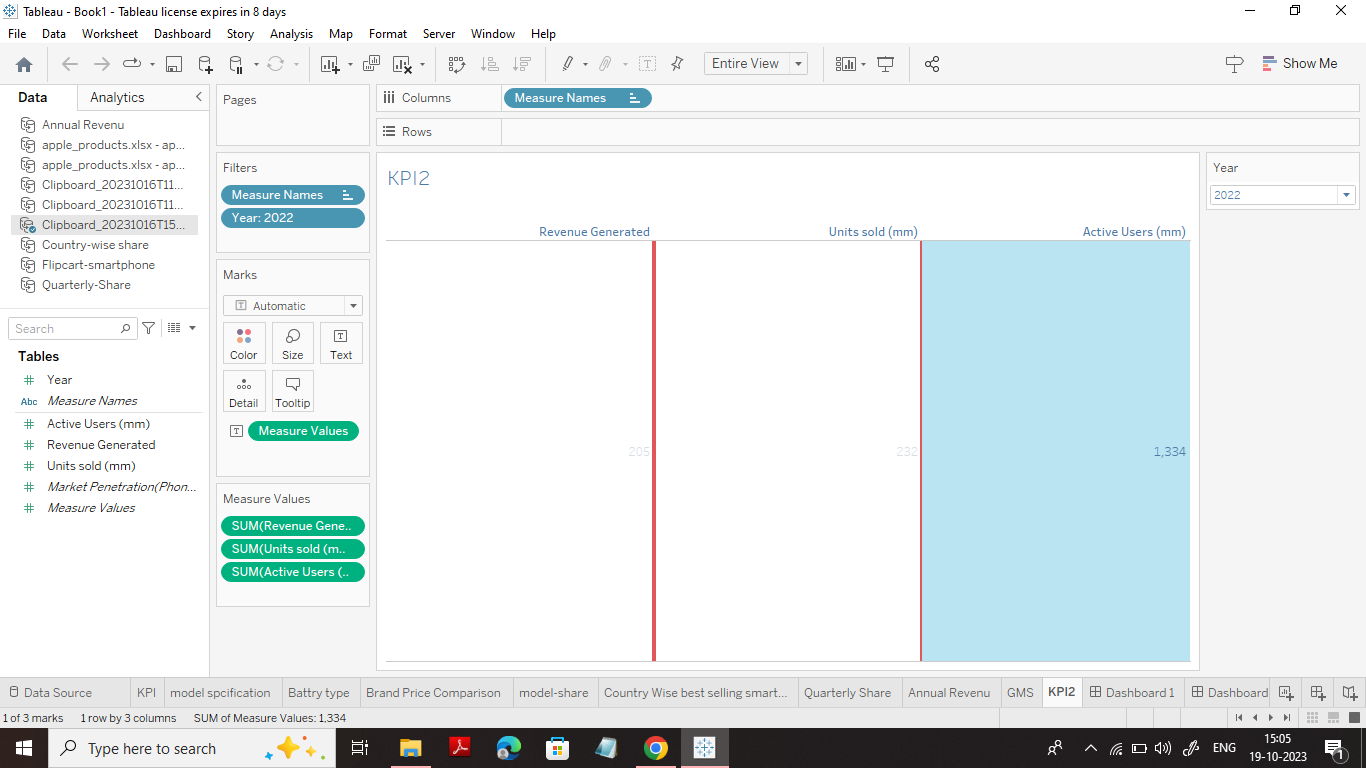 Tableau - Book1 - Tableau license expires in 8 days
File Data Worksheet Dashboard Story Analysis Map Format Server Window Help
Entire View
Show Me
Data Analytics
Annual Revenu
apple_products.xlsx - ap...
apple_products.xlsx - ap...
Clipboard_20231016T11...
Clipboard_20231016T11...
Clipboard_20231016T15...
Country-wise share
Flipcart-smartphone
Quarterly-Share
Search
Tables
Year
Abc Measure Names
Active Users (mm)
Revenue Generated
Units sold (mm)
Market Penetration(Phon...
Measure Values
Pages
Filters
Measure Names
Year: 2022
Marks
Automatic
Color Size Text
Detail Tooltip
Measure Values
Measure Values
SUM(Revenue Gene..
SUM(Units sold (m..
SUM(Active Users (..
Columns Measure Names
Rows
KPI2
Revenue Generated Units sold (mm) Active Users (mm)
205 232 1,334
Year
2022
Data Source KPI model spcification Battry type Brand Price Comparison model-share Country Wise best selling smart... Quarterly Share Annual Revenu GMS KPI2 Dashboard 1 Dashboard
1 of 3 marks 1 row by 3 columns SUM of Measure Values: 1,334
Type here to search
ENG
15:05
19-10-2023
1